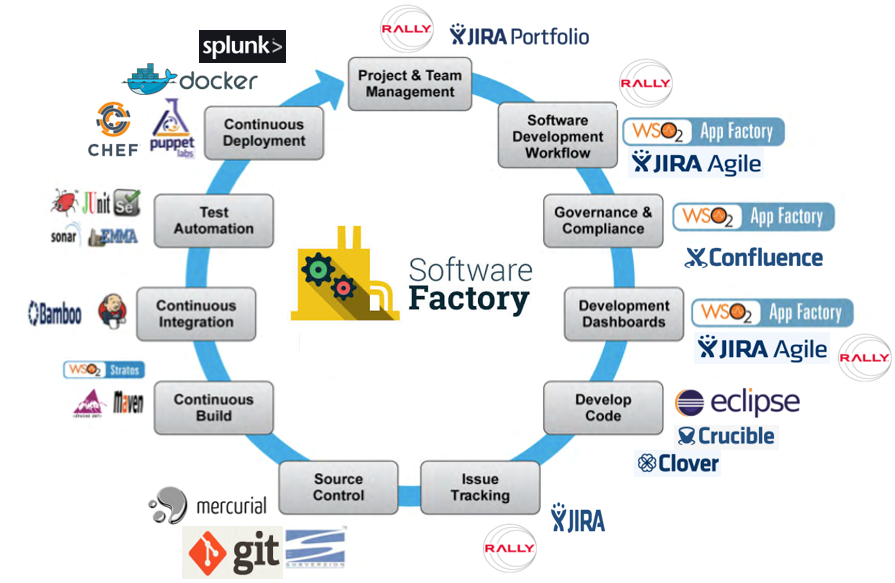 RALLY
JIRA Portfolio
splunk>
Project & Team
Management
docker
RALLY
CHEF
puppet
labs
Continuous
Deployment
Software
Development
Workflow
WSO2 App Factory
JIRA Agile
JUnit
Se
sonar
EMMA
Test
Automation
Governance &
Compliance
WSO2 App Factory
Confluence
Software
Factory
Bamboo
Continuous
Integration
Development
Dashboards
WSO2 App Factory
JIRA Agile
RALLY
WSO2 Stratos
Maven
Continuous
Build
Develop
Code
eclipse
Crucible
Clover
Source
Control
Issue
Tracking
mercurial
git
SUBVERSION
JIRA
RALLY